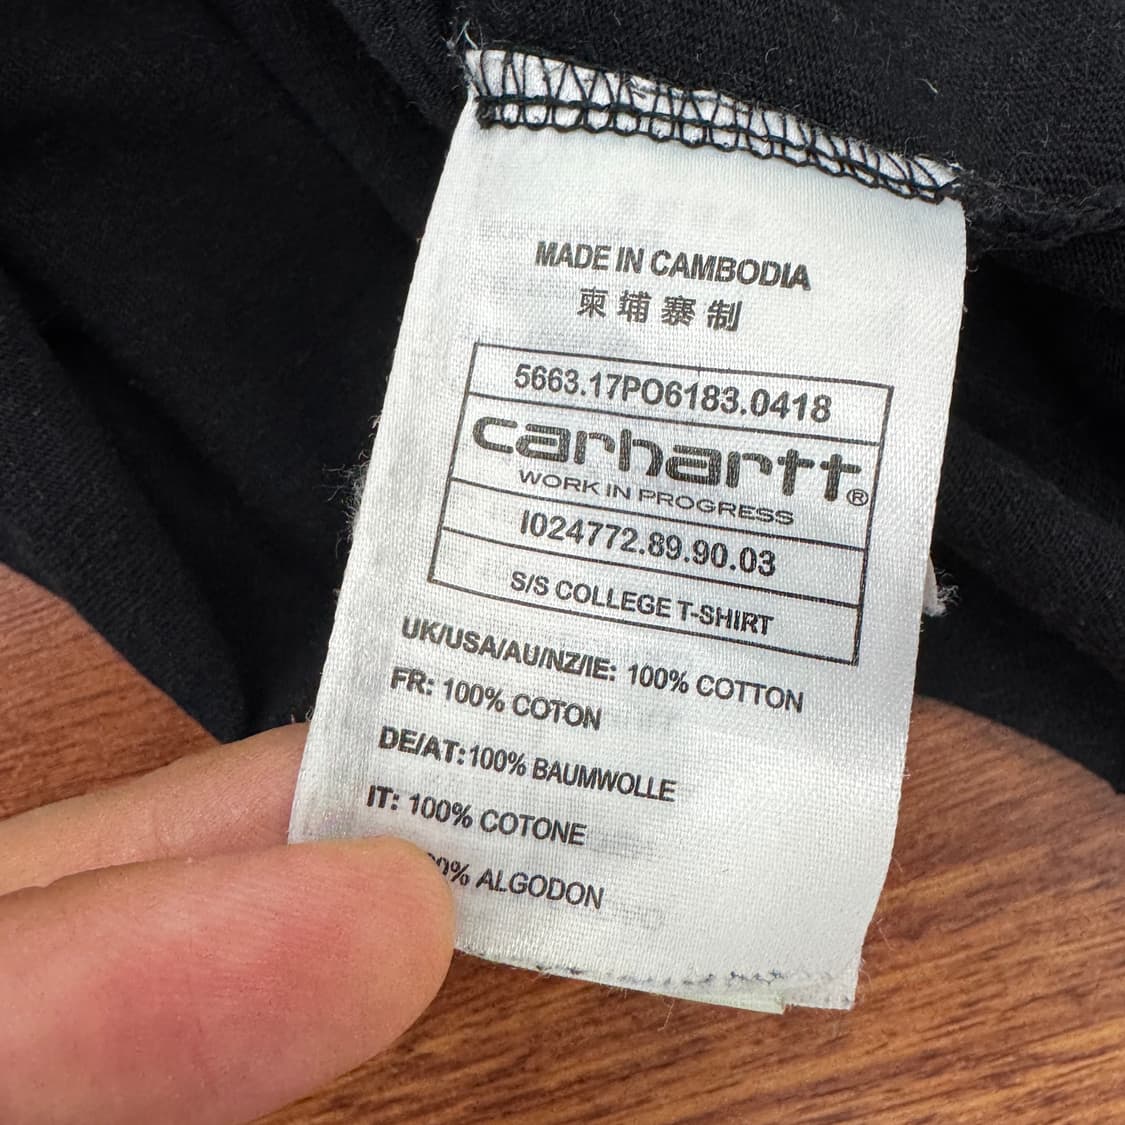 MADE IN CAMBODIA
柬埔寨制
5663.17PO6183.0418
carhartt®
WORK IN PROGRESS
I024772.89.90.03
S/S COLLEGE T-SHIRT
UK/USA/AU/NZ/IE: 100% COTTON
FR: 100% COTON
DE/AT:100% BAUMWOLLE
IT: 100% COTONE
ALGODON